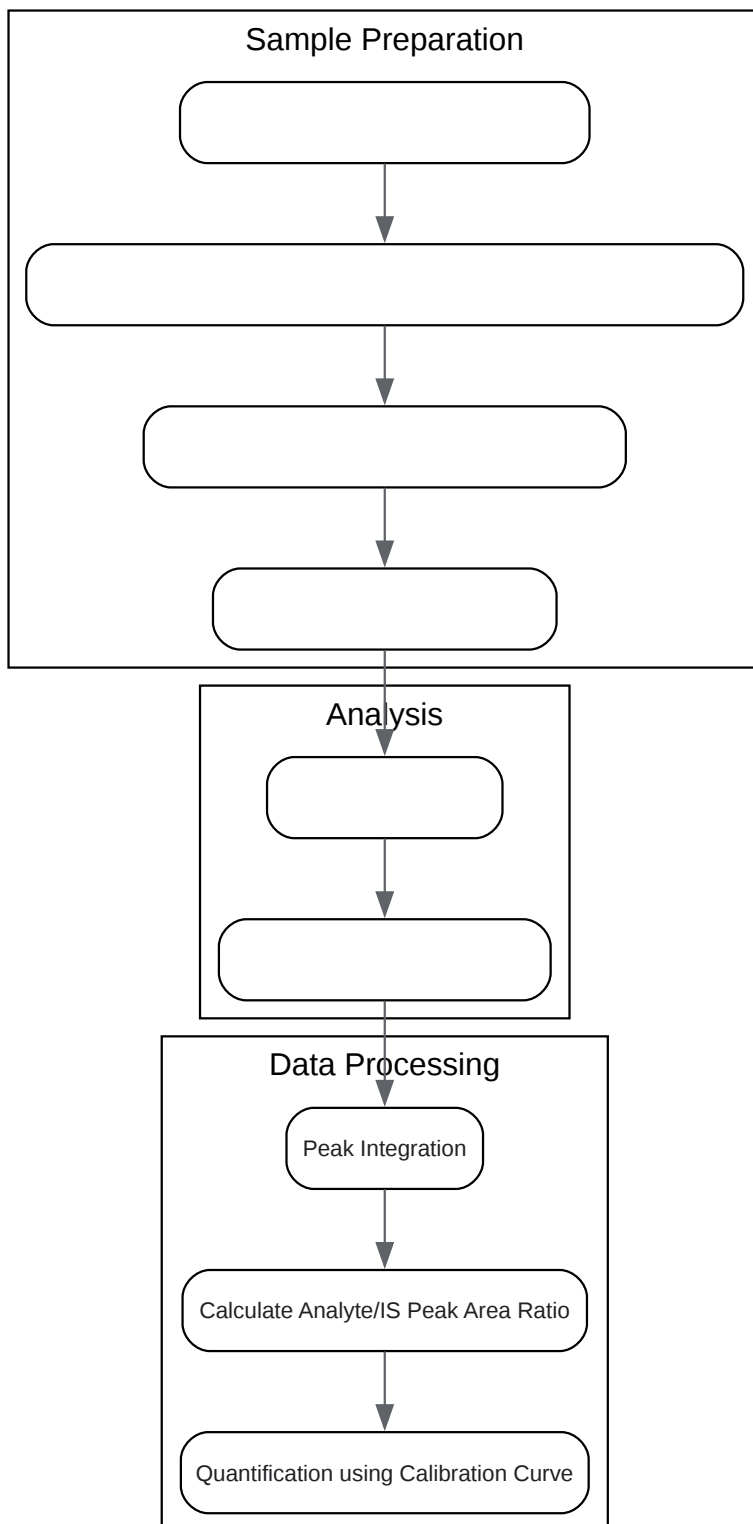 Sample Preparation
Analysis
Data Processing
Peak Integration
Calculate Analyte/IS Peak Area Ratio
Quantification using Calibration Curve